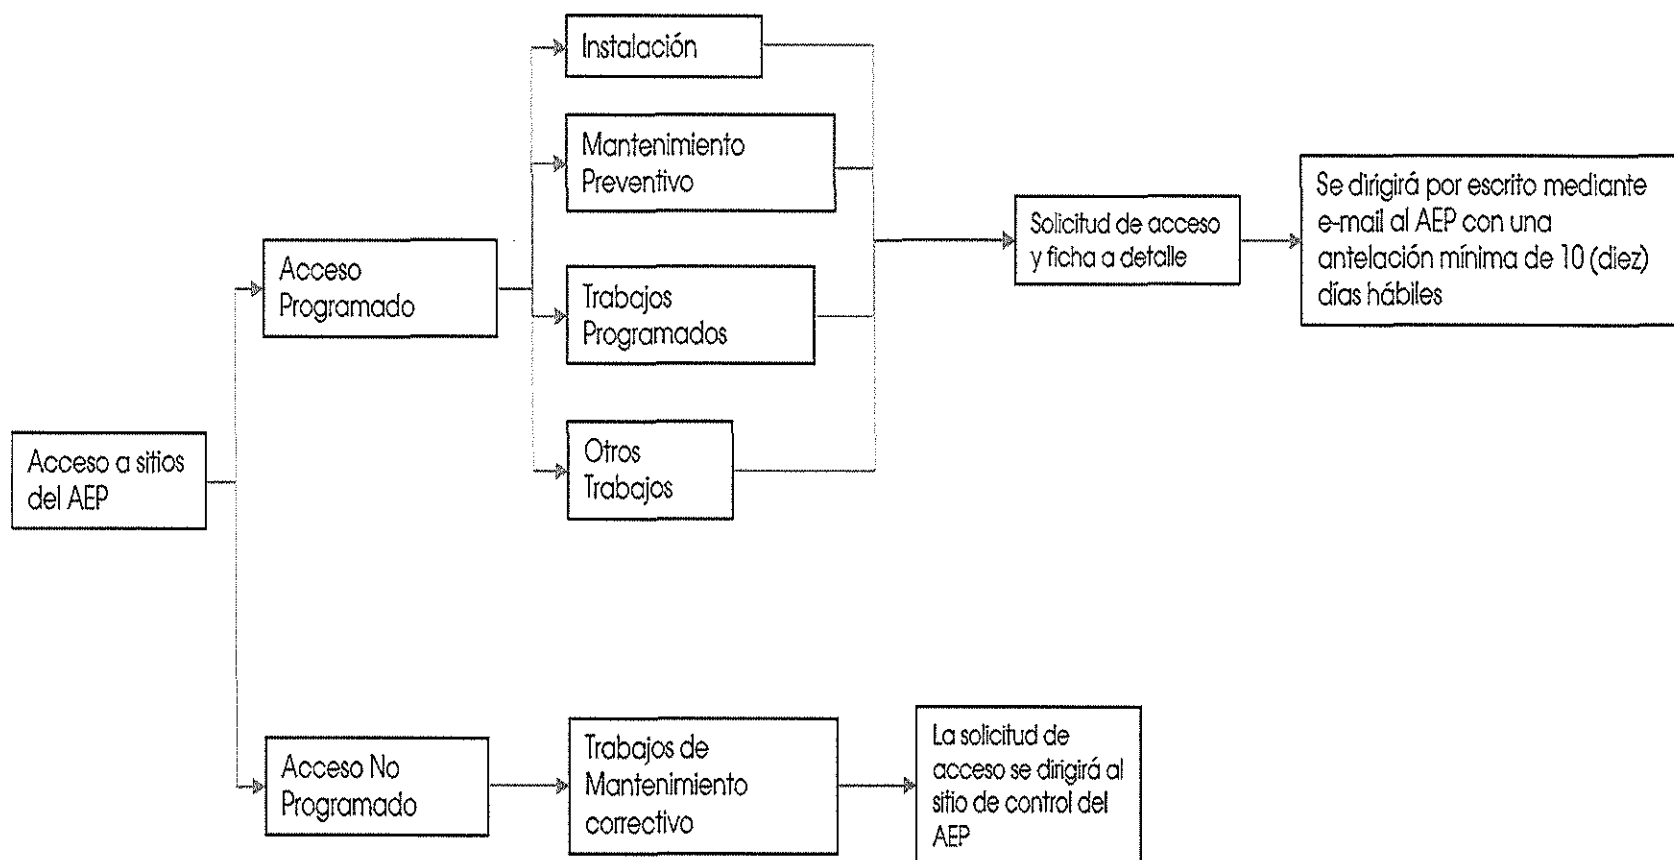 Acceso a sitios
del AEP
Acceso
Programado
Instalación
Mantenimiento
Preventivo
Trabajos
Programados
Otros
Trabajos
Solicitud de acceso
y ficha a detalle
Se dirigirá por escrito mediante
e-mail al AEP con una
antelación mínima de 10 (diez)
días hábiles
Acceso No
Programado
Trabajos de
Mantenimiento
correctivo
La solicitud de
acceso se dirigirá al
sitio de control del
AEP